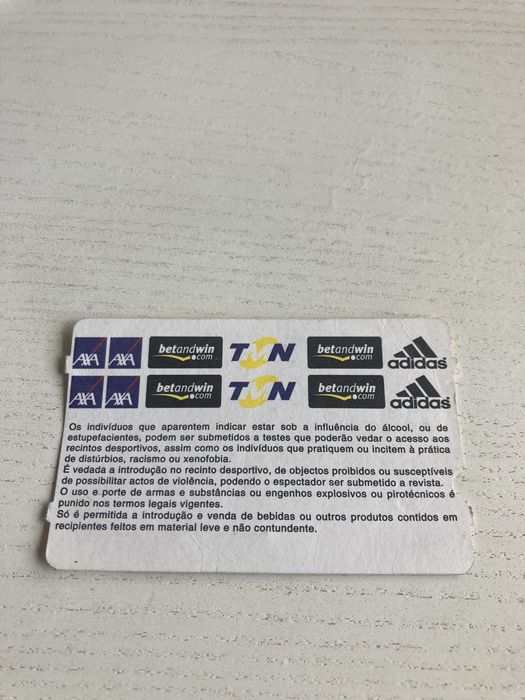 AXA AXA betandwin .com TMN betandwin .com adidas
AXA AXA betandwin .com TMN betandwin .com adidas
Os indivíduos que aparentem indicar estar sob a influência do álcool, ou de
estupefacientes, podem ser submetidos a testes que poderão vedar o acesso aos
recintos desportivos, assim como os indivíduos que pratiquem ou incitem à prática
de distúrbios, racismo ou xenofobia.
É vedada a introdução no recinto desportivo, de objectos proibidos ou susceptíveis
de possibilitar actos de violência, podendo o espectador ser submetido a revista.
O uso e porte de armas e substâncias ou engenhos explosivos ou pirotécnicos é
punido nos termos legais vigentes.
Só é permitida a introdução e venda de bebidas ou outros produtos contidos em
recipientes feitos em material leve e não contundente.